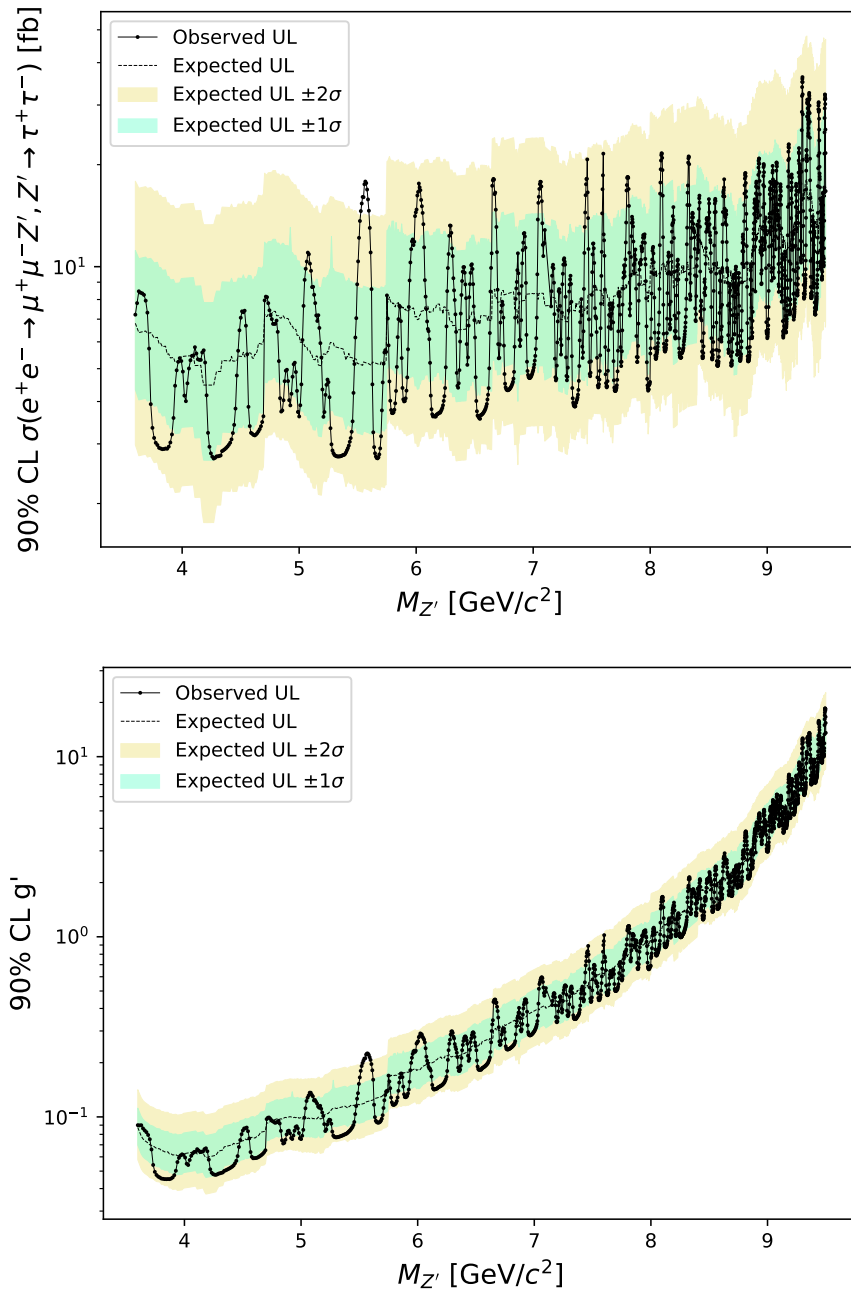 90% CL σ(e⁺e⁻ → μ⁺μ⁻Z′, Z′ → τ⁺τ⁻) [fb]
Observed UL
Expected UL
Expected UL ±2σ
Expected UL ±1σ
10¹
4 5 6 7 8 9
M_Z′ [GeV/c²]
90% CL g'
Observed UL
Expected UL
Expected UL ±2σ
Expected UL ±1σ
10¹
10⁰
10⁻¹
4 5 6 7 8 9
M_Z′ [GeV/c²]